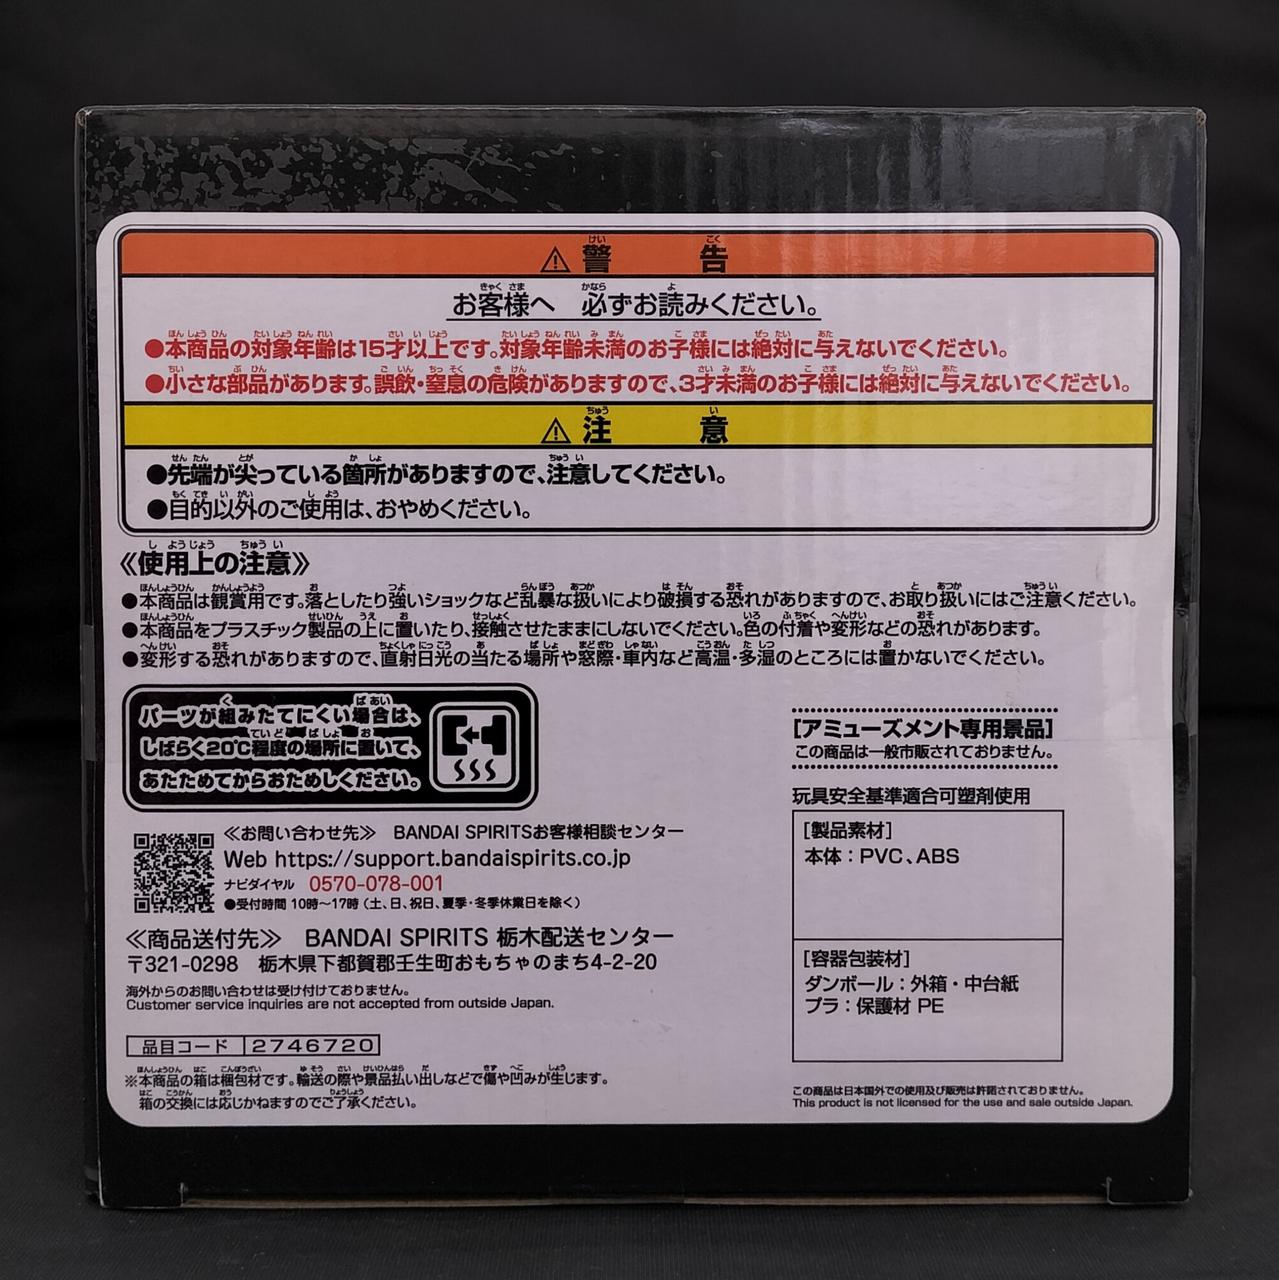 ⚠警告
お客様へ 必ずお読みください。
●本商品の対象年齢は15才以上です。対象年齢未満のお子様には絶対に与えないでください。
●小さな部品があります。誤飲・窒息の危険がありますので、3才未満のお子様には絶対に与えないでください。
⚠注意
●先端が尖っている箇所がありますので、注意してください。
●目的以外のご使用は、おやめください。
《使用上の注意》
●本商品は観賞用です。落としたり強いショックなど乱暴な扱いにより破損する恐れがありますので、お取り扱いにはご注意ください。
●本商品をプラスチック製品の上に置いたり、接触させたままにしないでください。色の付着や変形などの恐れがあります。
●変形する恐れがありますので、直射日光の当たる場所や窓際・車内など高温・多湿のところには置かないでください。
パーツが組みたてにくい場合は、
しばらく20℃程度の場所に置いて、
あたためてからおためしください。
[アミューズメント専用景品]
この商品は一般市販されておりません。
玩具安全基準適合可塑剤使用
[製品素材]
本体：PVC、ABS
[容器包装材]
ダンボール：外箱・中台紙
プラ：保護材 PE
≪お問い合わせ先≫ BANDAI SPIRITSお客様相談センター
Web https://support.bandaispirits.co.jp
ナビダイヤル 0570-078-001
●受付時間 10時～17時（土、日、祝日、夏季・冬季休業日を除く）
≪商品送付先≫ BANDAI SPIRITS 栃木配送センター
〒321-0298 栃木県下都賀郡壬生町おもちゃのまち4-2-20
海外からのお問い合わせは受け付けておりません。
Customer service inquiries are not accepted from outside Japan.
品目コード 2746720
※本商品の箱は梱包材です。輸送の際や景品払い出しなどで傷や凹みが生じます。
箱の交換には応じかねますのでご了承ください。
この商品は日本国外での使用及び販売は許諾されておりません。
This product is not licensed for the use and sale outside Japan.